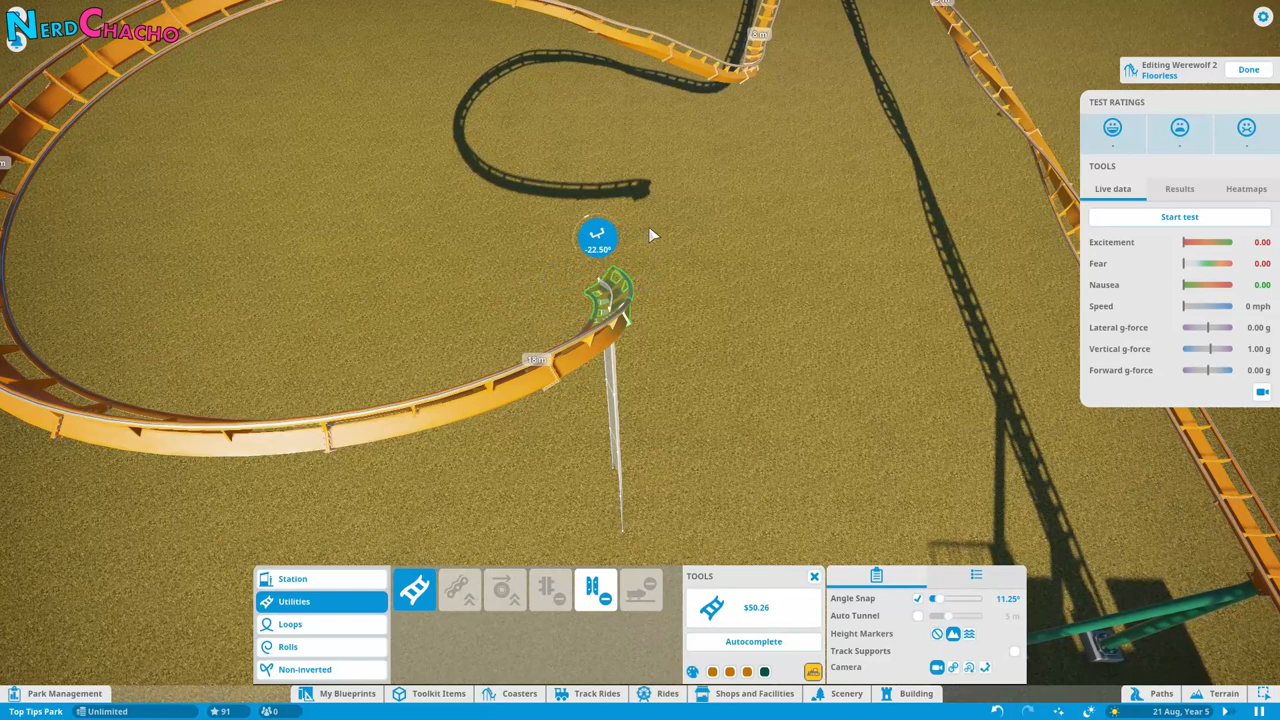 NERDCHACHO
8 m
m
-22.50°
18 m
Editing Werewolf 2
Floorless
Done
TEST RATINGS
- - -
TOOLS
Live data Results Heatmaps
Start test
Excitement 0.00
Fear 0.00
Nausea 0.00
Speed 0 mph
Lateral g-force 0.00 g
Vertical g-force 1.00 g
Forward g-force 0.00 g
Station
Utilities
Loops
Rolls
Non-inverted
TOOLS
$50.26
Autocomplete
Angle Snap 11.25°
Auto Tunnel 5 m
Height Markers
Track Supports
Camera
Park Management My Blueprints Toolkit Items Coasters Track Rides Rides Shops and Facilities Scenery Building Paths Terrain
Top Tips Park Unlimited 91 0 21 Aug, Year 5